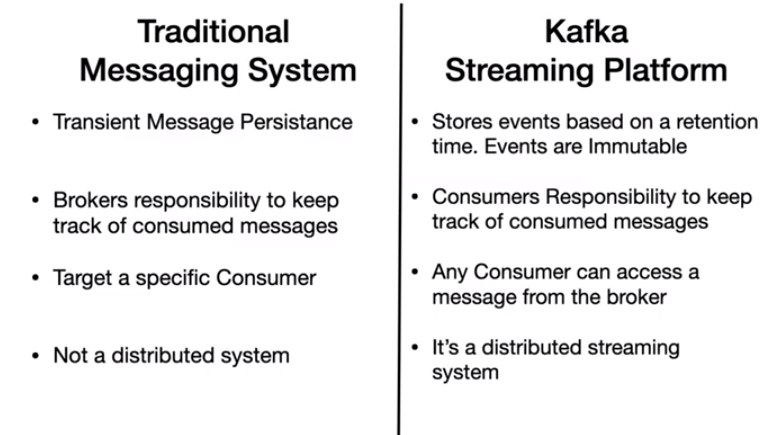 Traditional
Messaging System
• Transient Message Persistance
• Brokers responsibility to keep
track of consumed messages
• Target a specific Consumer
• Not a distributed system
Kafka
Streaming Platform
• Stores events based on a retention
time. Events are Immutable
• Consumers Responsibility to keep
track of consumed messages
• Any Consumer can access a
message from the broker
• It's a distributed streaming
system